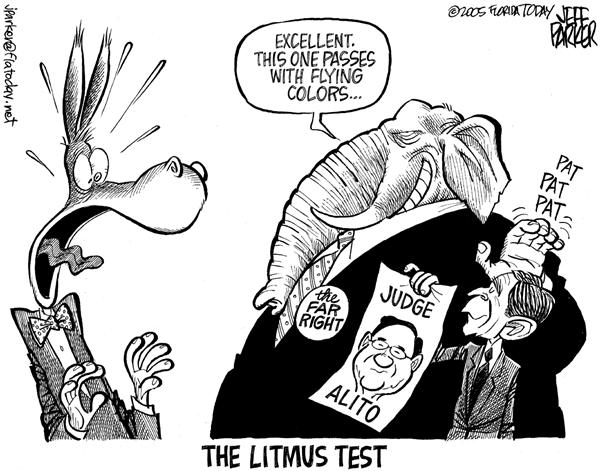 jparker@flatoday.net
©2005 FLORIDA TODAY
JEFF
PARKER
EXCELLENT.
THIS ONE PASSES
WITH FLYING
COLORS...
PAT
PAT
PAT
the
FAR
RIGHT
JUDGE
ALITO
THE LITMUS TEST